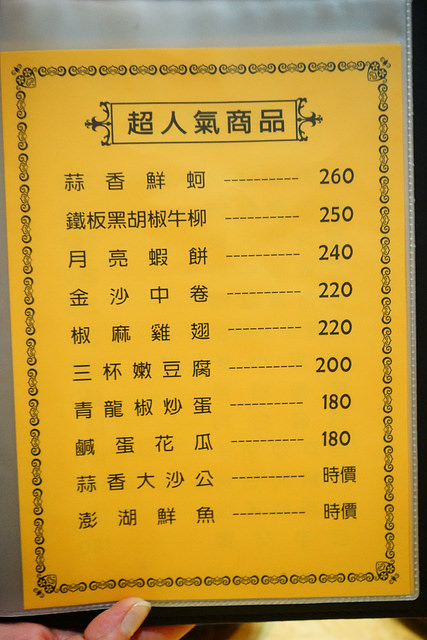 超人氣商品
蒜香鮮蚵 ---------- 260
鐵板黑胡椒牛柳 ---------- 250
月亮蝦餅 ---------- 240
金沙中卷 ---------- 220
椒麻雞翅 ---------- 220
三杯嫩豆腐 ---------- 200
青龍椒炒蛋 ---------- 180
鹹蛋花瓜 ---------- 180
蒜香大沙公 ---------- 時價
澎湖鮮魚 ---------- 時價